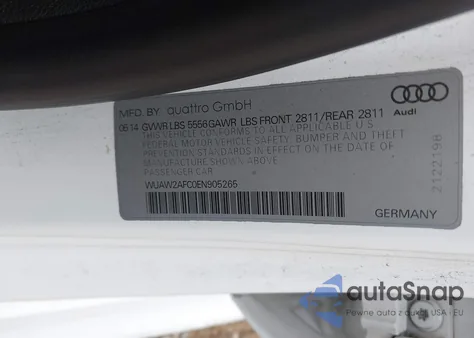 MFD. BY quattro GmbH
06 14 GVWR LBS 5556 GAWR LBS FRONT 2811/REAR 2811
THIS VEHICLE CONFORMS TO ALL APPLICABLE U.S.
FEDERAL MOTOR VEHICLE SAFETY, BUMPER AND THEFT
PREVENTION STANDARDS IN EFFECT ON THE DATE OF
MANUFACTURE SHOWN ABOVE
PASSENGER CAR
WUAW2AFC0EN905265
Audi
2122198
GERMANY
autoSnap
Pewne auta z aukcji USA i EU